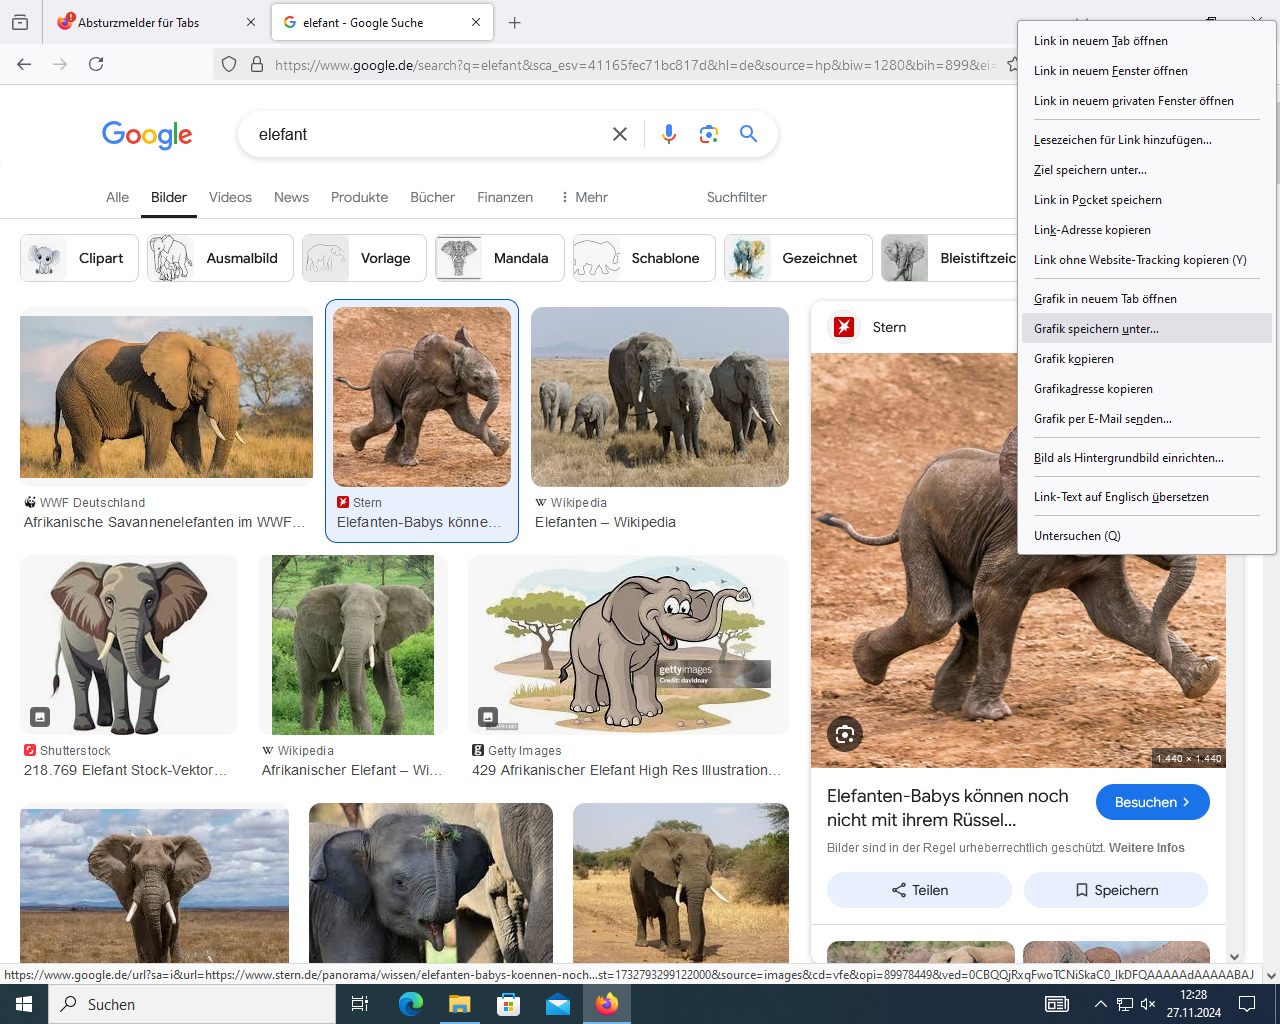 Absturzmelder für Tabs
elefant - Google Suche
https://www.google.de/search?q=elefant&sca_esv=41165fec71bc817d&hl=de&source=hp&biw=1280&bih=899&ei=
Google
elefant
Alle
Bilder
Videos
News
Produkte
Bücher
Finanzen
Mehr
Suchfilter
Clipart
Ausmalbild
Vorlage
Mandala
Schablone
Gezeichnet
Bleistiftzeic
WWF Deutschland
Afrikanische Savannenelefanten im WWF...
Stern
Elefanten-Babys könne...
Wikipedia
Elefanten – Wikipedia
gettyimages
Credit: davidnay
Shutterstock
218.769 Elefant Stock-Vektor...
Wikipedia
Afrikanischer Elefant – Wi...
Getty Images
429 Afrikanischer Elefant High Res Illustration...
Stern
1.440 × 1.440
Elefanten-Babys können noch
nicht mit ihrem Rüssel...
Besuchen
Bilder sind in der Regel urheberrechtlich geschützt. Weitere Infos
Teilen
Speichern
Link in neuem Tab öffnen
Link in neuem Fenster öffnen
Link in neuem privaten Fenster öffnen
Lesezeichen für Link hinzufügen...
Ziel speichern unter...
Link in Pocket speichern
Link-Adresse kopieren
Link ohne Website-Tracking kopieren (Y)
Grafik in neuem Tab öffnen
Grafik speichern unter...
Grafik kopieren
Grafikadresse kopieren
Grafik per E-Mail senden...
Bild als Hintergrundbild einrichten...
Link-Text auf Englisch übersetzen
Untersuchen (Q)
https://www.google.de/url?sa=i&url=https://www.stern.de/panorama/wissen/elefanten-babys-koennen-noch...st=1732793299122000&source=images&cd=vfe&opi=89978449&ved=0CBQQjRxqFwoTCNiSkaC0_IkDFQAAAAAdAAAAABAJ
Suchen
12:28
27.11.2024